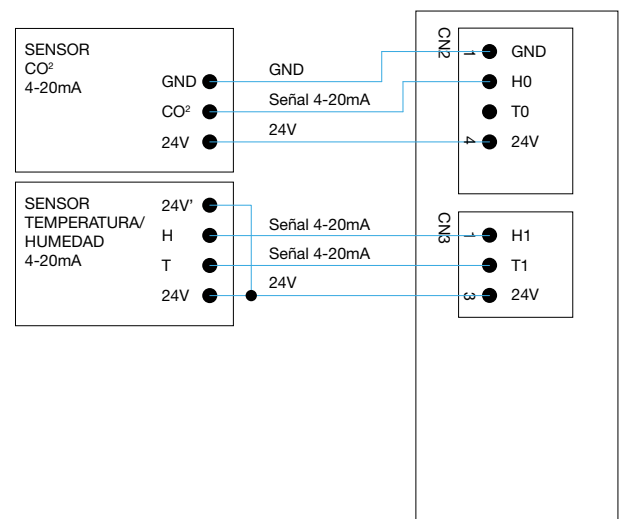 SENSOR
CO²
4-20mA
GND
CO²
24V
GND
Señal 4-20mA
24V
CN2
1
4
GND
H0
T0
24V
SENSOR
TEMPERATURA/
HUMEDAD
4-20mA
24V'
H
T
24V
Señal 4-20mA
Señal 4-20mA
24V
CN3
1
3
H1
T1
24V